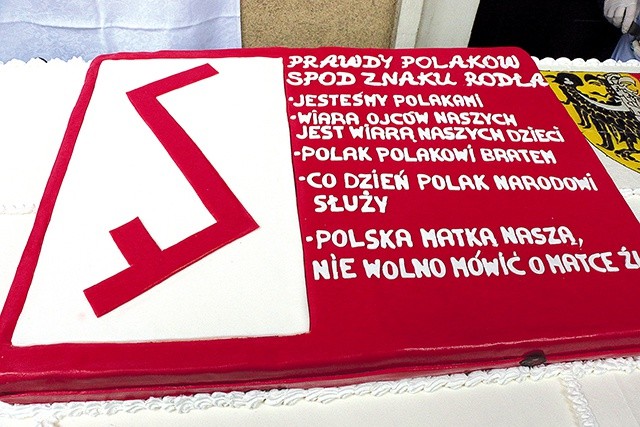 PRAWDY POLAKÓW
SPOD ZNAKU RODŁA
•JESTEŚMY POLAKAMI
•WIARA OJCÓW NASZYCH
JEST WIARĄ NASZYCH DZIECI
•POLAK POLAKOWI BRATEM
•CO DZIEŃ POLAK NARODOWI
SŁUŻY
•POLSKA MATKĄ NASZĄ,
NIE WOLNO MÓWIĆ O MATCE